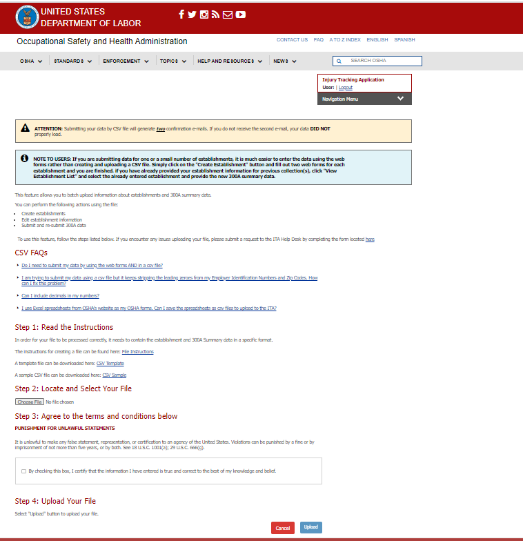 UNITED STATES
DEPARTMENT OF LABOR
Occupational Safety and Health Administration
CONTACT US FAQ A TO Z INDEX ENGLISH SPANISH
OSHA STANDARDS ENFORCEMENT TOPICS HELP AND RESOURCES NEWS SEARCH OSHA
Injury Tracking Application
User: | Logout
Navigation Menu
ATTENTION: Submitting your data by CSV file will generate two confirmation e-mails. If you do not receive the second e-mail, your data DID NOT
properly load.
NOTE TO USERS: If you are submitting data for one or a small number of establishments, it is much easier to enter the data using the web
forms rather than creating and uploading a CSV file. Simply click on the "Create Establishment" button and fill out two web forms for each
establishment and you are finished. If you have already provided your establishment information for previous collection(s), click "View
Establishment List" and select the already entered establishment and provide the new 300A summary data.
This feature allows you to batch upload information about establishments and 300A summary data.
You can perform the following actions using the file:
• Create establishments
• Edit establishment information
• Submit and re-submit 300A data
To use this feature, follow the steps listed below. If you encounter any issues uploading your file, please submit a request to the ITA Help Desk by completing the form located here
CSV FAQs
Do I need to submit my data by using the web forms AND in a csv file?
I am trying to submit my data using a csv file but it keeps stripping the leading zeroes from my Employer Identification Numbers and Zip Codes. How
can I fix this problem?
Can I include decimals in my numbers?
I use Excel spreadsheets from OSHA's website as my OSHA forms. Can I save the spreadsheets as csv files to upload to the ITA?
Step 1: Read the Instructions
In order for your file to be processed correctly, it needs to contain the establishment and 300A Summary data in a specific format.
The instructions for creating a file can be found here: File Instructions
A template file can be downloaded here: CSV Template
A sample CSV file can be downloaded here: CSV Sample
Step 2: Locate and Select Your File
Choose File No file chosen
Step 3: Agree to the terms and conditions below
PUNISHMENT FOR UNLAWFUL STATEMENTS
It is unlawful to make any false statement, representation, or certification to an agency of the United States. Violations can be punished by a fine or by
imprisonment of not more than five years, or by both. See 18 U.S.C. 1001(a), 29 U.S.C. 666(g).
By checking this box, I certify that the information I have entered is true and correct to the best of my knowledge and belief.
Step 4: Upload Your File
Select "Upload" button to upload your file.
Cancel Upload